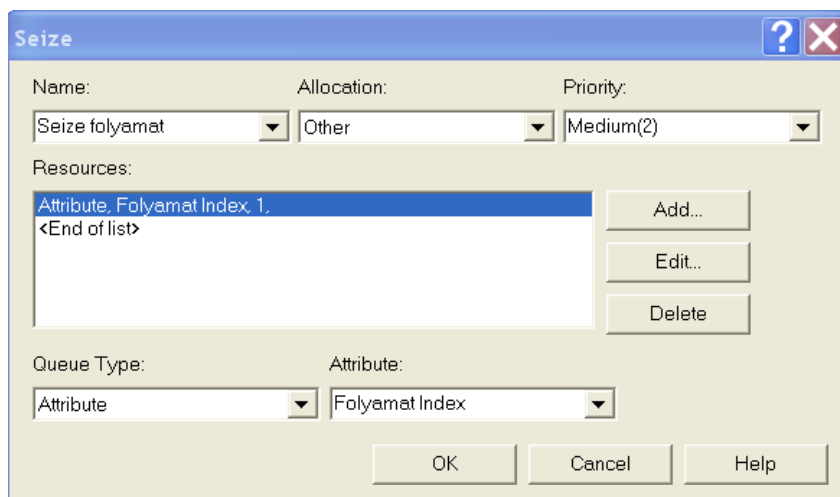 Seize
Name: Allocation: Priority:
Seize folyamat Other Medium(2)
Resources:
Attribute, Folyamat Index, 1,
<End of list>
Add...
Edit...
Delete
Queue Type: Attribute:
Attribute Folyamat Index
OK Cancel Help